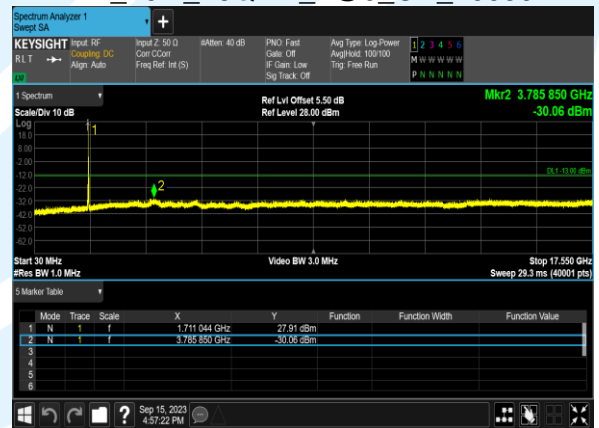 Spectrum Analyzer 1
Swept SA
+
KEYSIGHT Input: RF Input Z: 50 Ω #Atten: 40 dB PNO: Fast Avg Type: Log-Power 1 2 3 4 5 6
R L T Coupling: DC Corr CCorr Gate: Off Avg|Hold: 100/100 M W W W W W
Align: Auto Freq Ref: Int (S) IF Gain: Low Trig: Free Run
Sig Track: Off P N N N N N
1 Spectrum Ref Lvl Offset 5.50 dB Mkr2 3.785 850 GHz
Scale/Div 10 dB Ref Level 28.00 dBm -30.06 dBm
Log
1
18.0
8.00
-2.00
DL1 -13.00 dBm
-12.0
2
-22.0
-32.0
-42.0
-52.0
-62.0
Start 30 MHz Video BW 3.0 MHz Stop 17.550 GHz
#Res BW 1.0 MHz Sweep 29.3 ms (40001 pts)
5 Marker Table
Mode Trace Scale X Y Function Function Width Function Value
1 N 1 f 1.711 044 GHz 27.91 dBm
2 N 1 f 3.785 850 GHz -30.06 dBm
3
4
5
6
? Sep 15, 2023
4:57:22 PM